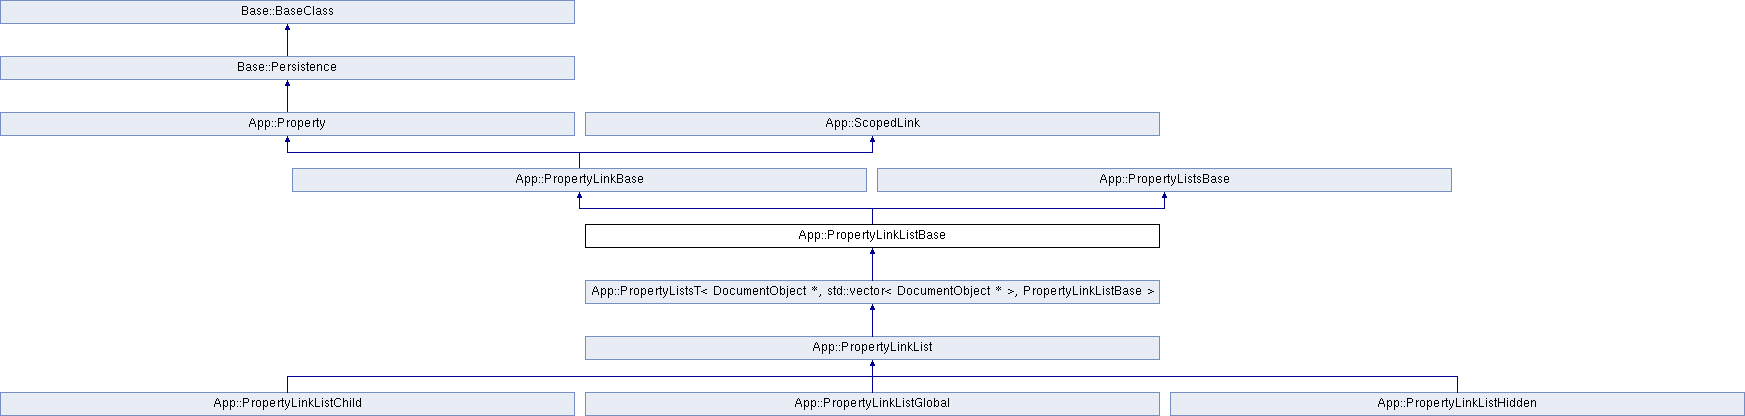 Base::BaseClass
Base::Persistence
App::Property
App::ScopedLink
App::PropertyLinkBase
App::PropertyListsBase
App::PropertyLinkListBase
App::PropertyListsT< DocumentObject *, std::vector< DocumentObject * >, PropertyLinkListBase >
App::PropertyLinkList
App::PropertyLinkListChild
App::PropertyLinkListGlobal
App::PropertyLinkListHidden